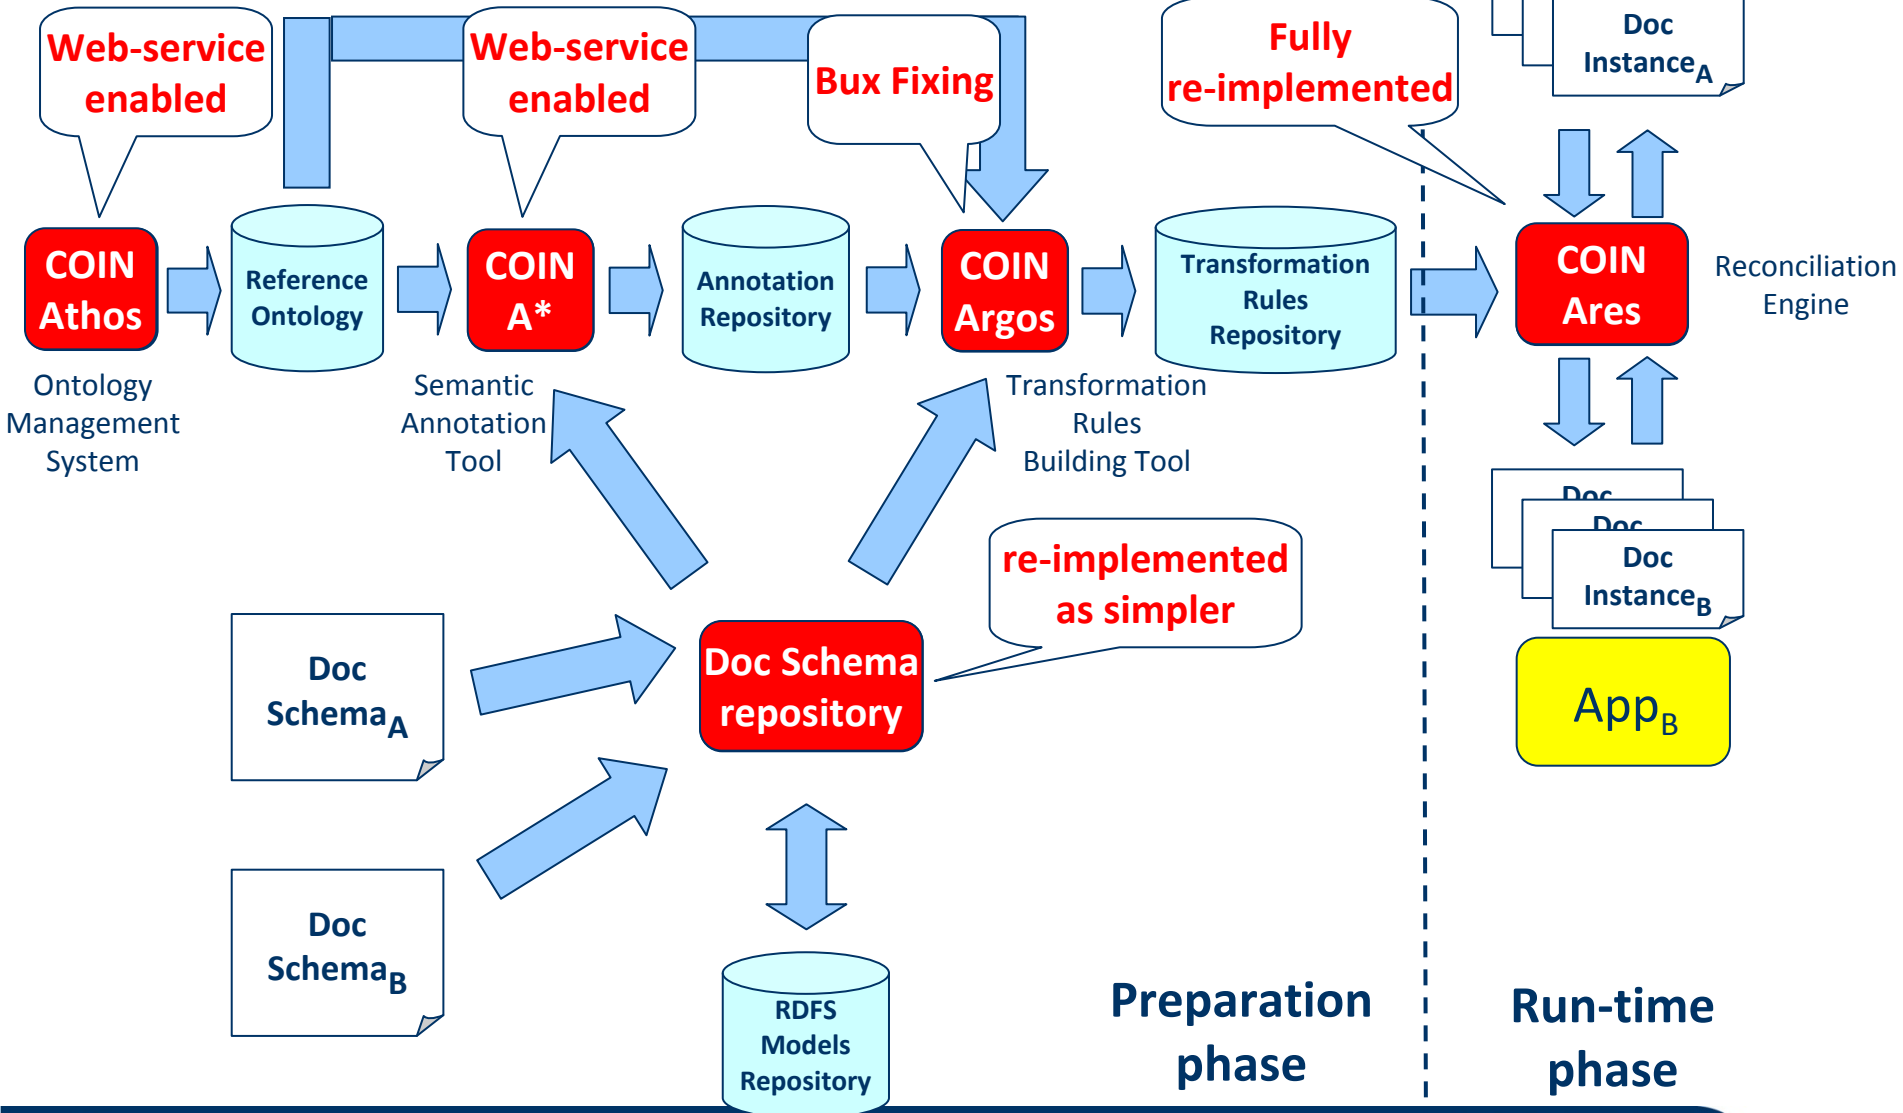 Web-service
enabled
Web-service
enabled
Bux Fixing
Fully
re-implemented
Doc
InstanceA
COIN
Athos
Reference
Ontology
COIN
A*
Annotation
Repository
COIN
Argos
Transformation
Rules
Repository
COIN
Ares
Reconciliation
Engine
Ontology
Management
System
Semantic
Annotation
Tool
Transformation
Rules
Building Tool
Doc
Doc
Doc
InstanceB
re-implemented
as simpler
Doc
SchemaA
Doc Schema
repository
AppB
Doc
SchemaB
RDFS
Models
Repository
Preparation
phase
Run-time
phase